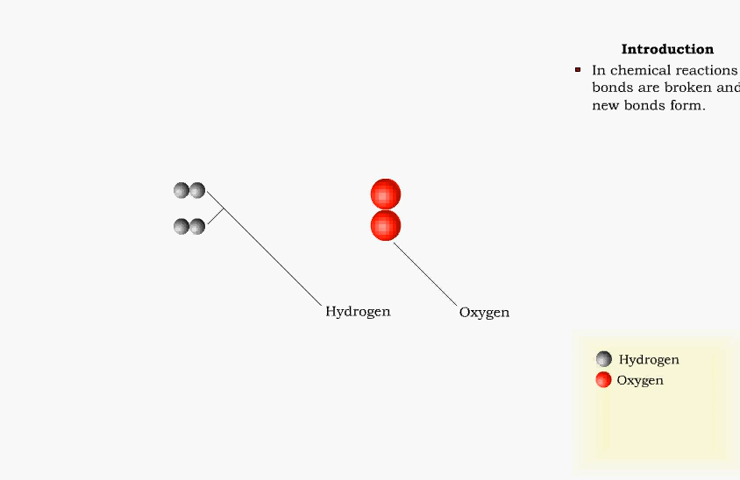 Introduction
In chemical reactions
bonds are broken and
new bonds form.
Hydrogen
Oxygen
Hydrogen
Oxygen